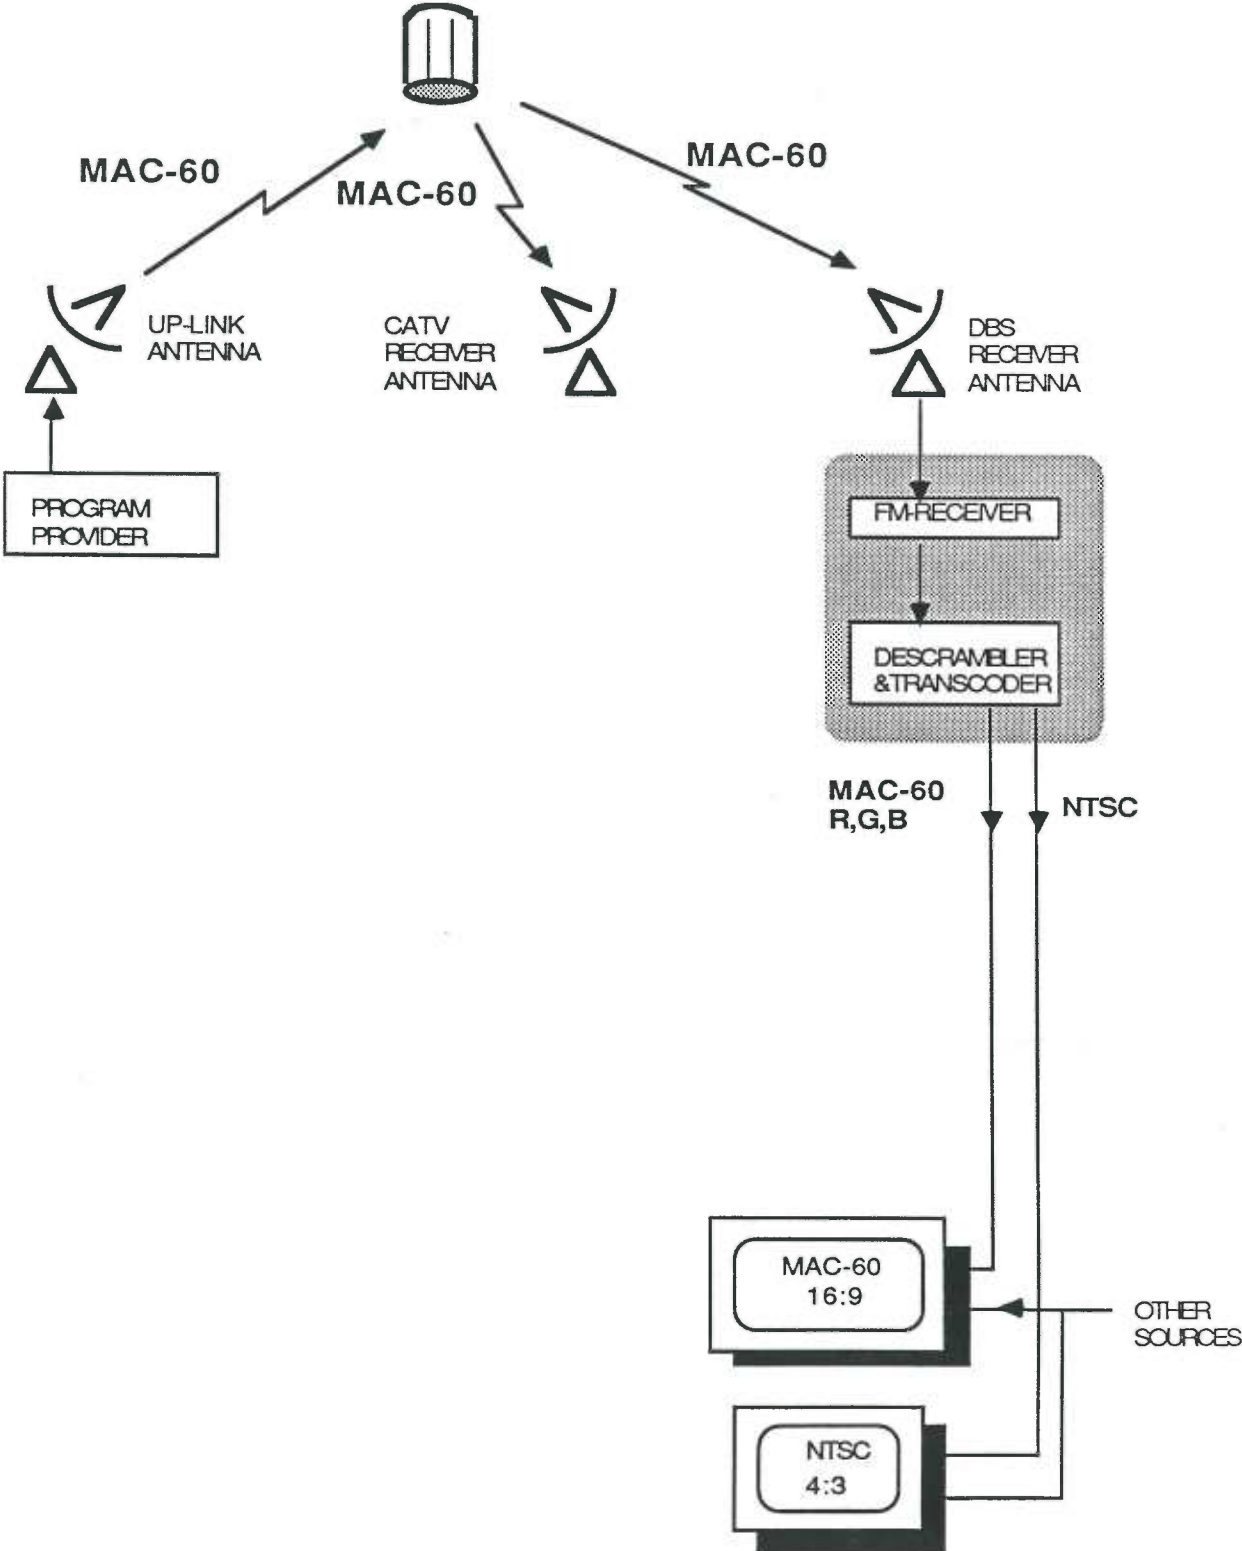 MAC-60
MAC-60
MAC-60
UP-LINK
ANTENNA
CATV
RECEIVER
ANTENNA
DBS
RECEIVER
ANTENNA
PROGRAM
PROVIDER
FM-RECEIVER
DESCRAMBLER
&TRANSCODER
MAC-60
R,G,B
NTSC
MAC-60
16:9
OTHER
SOURCES
NTSC
4:3